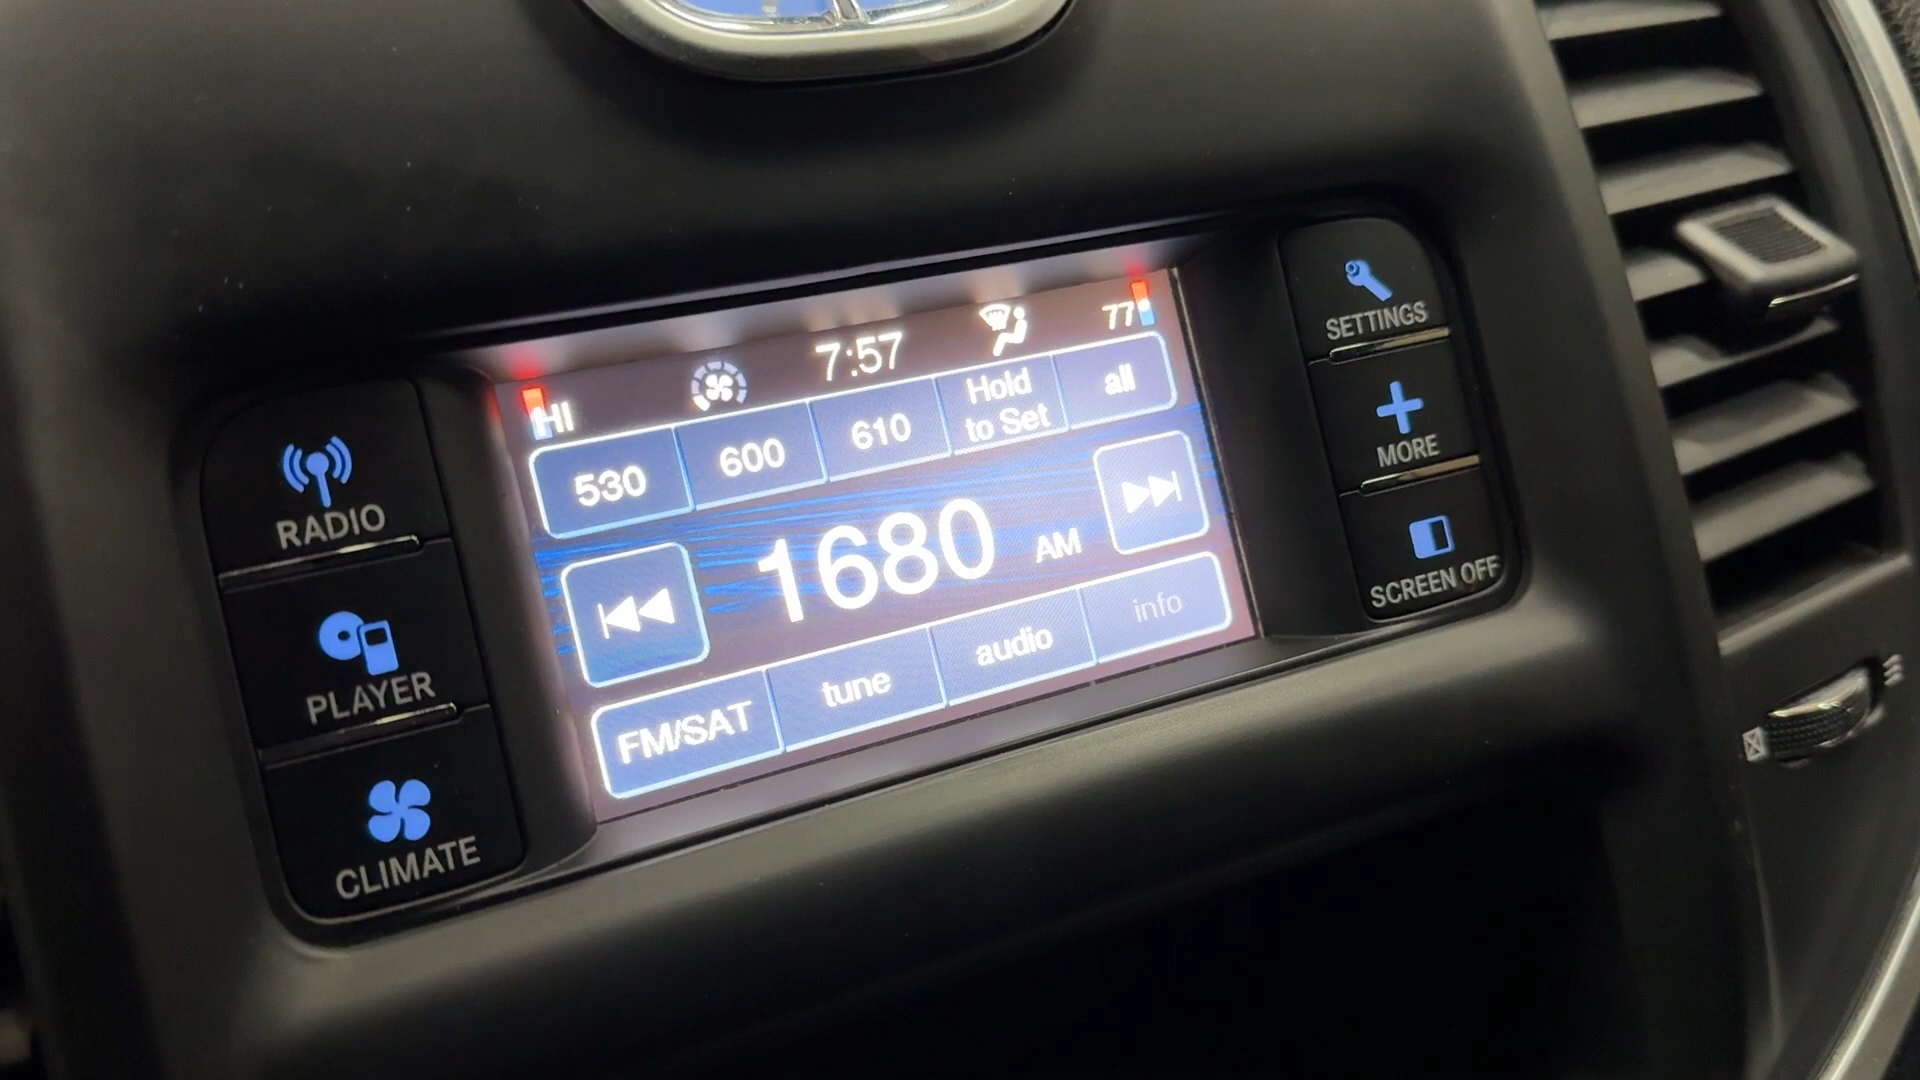 HI
7:57
77
530
600
610
Hold
to Set
all
1680 AM
FM/SAT
tune
audio
info
RADIO
PLAYER
CLIMATE
SETTINGS
MORE
SCREEN OFF